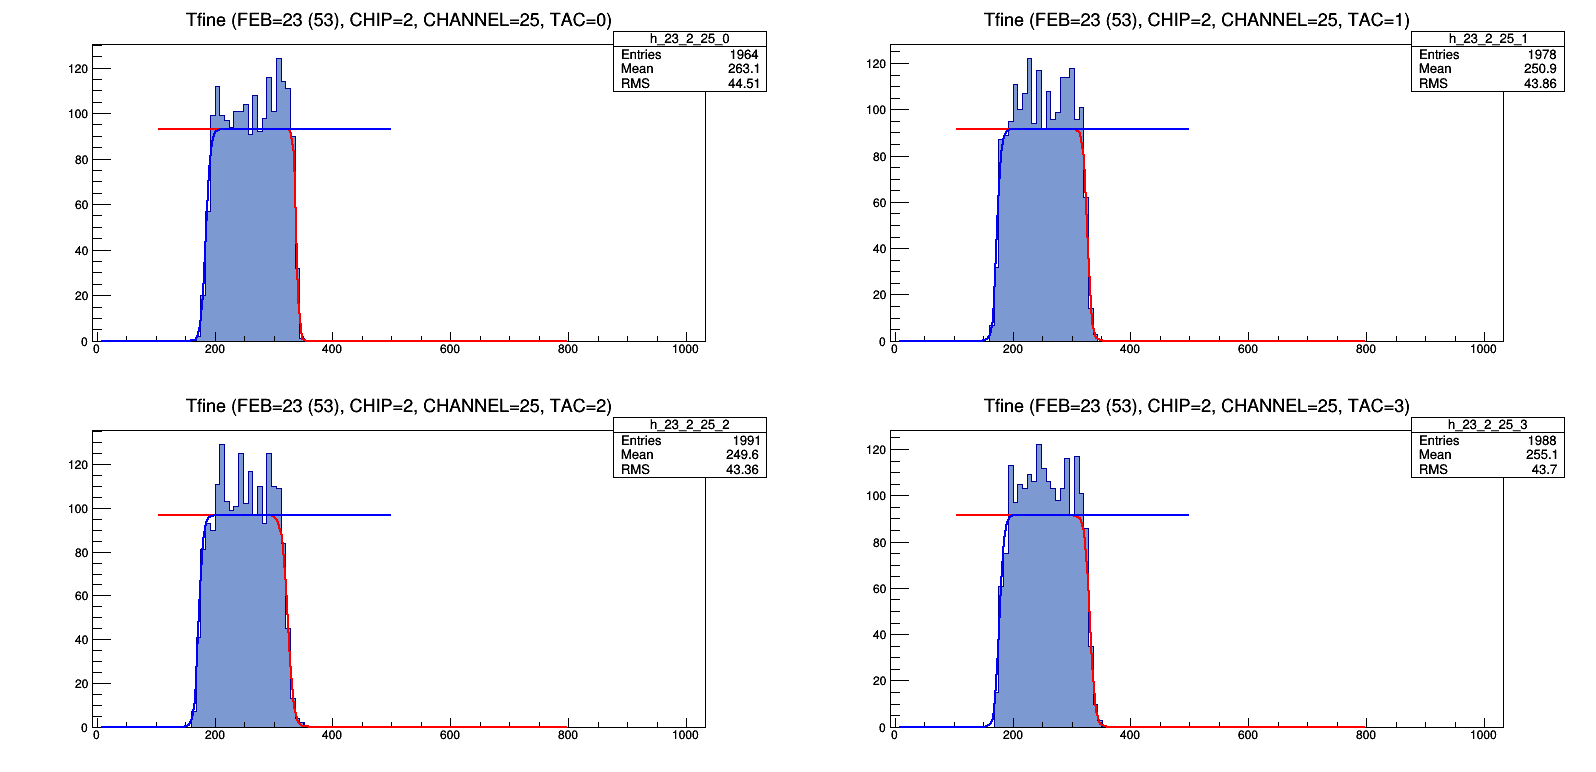 Tfine (FEB=23 (53), CHIP=2, CHANNEL=25, TAC=0)
h_23_2_25_0
Entries 1964
Mean 263.1
RMS 44.51
120
100
80
60
40
20
0
0 200 400 600 800 1000
Tfine (FEB=23 (53), CHIP=2, CHANNEL=25, TAC=1)
h_23_2_25_1
Entries 1978
Mean 250.9
RMS 43.86
120
100
80
60
40
20
0
0 200 400 600 800 1000
Tfine (FEB=23 (53), CHIP=2, CHANNEL=25, TAC=2)
h_23_2_25_2
Entries 1991
Mean 249.6
RMS 43.36
120
100
80
60
40
20
0
0 200 400 600 800 1000
Tfine (FEB=23 (53), CHIP=2, CHANNEL=25, TAC=3)
h_23_2_25_3
Entries 1988
Mean 255.1
RMS 43.7
120
100
80
60
40
20
0
0 200 400 600 800 1000